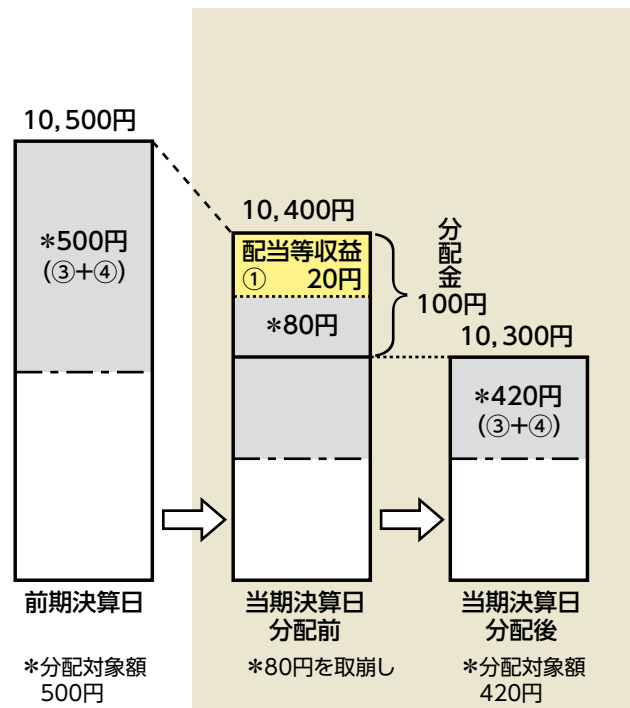 10,500円
*500円
(③+④)
前期決算日
*分配対象額
500円
10,400円
配当等収益
① 20円
*80円
分配金
100円
当期決算日
分配前
*80円を取崩し
10,300円
*420円
(③+④)
当期決算日
分配後
*分配対象額
420円